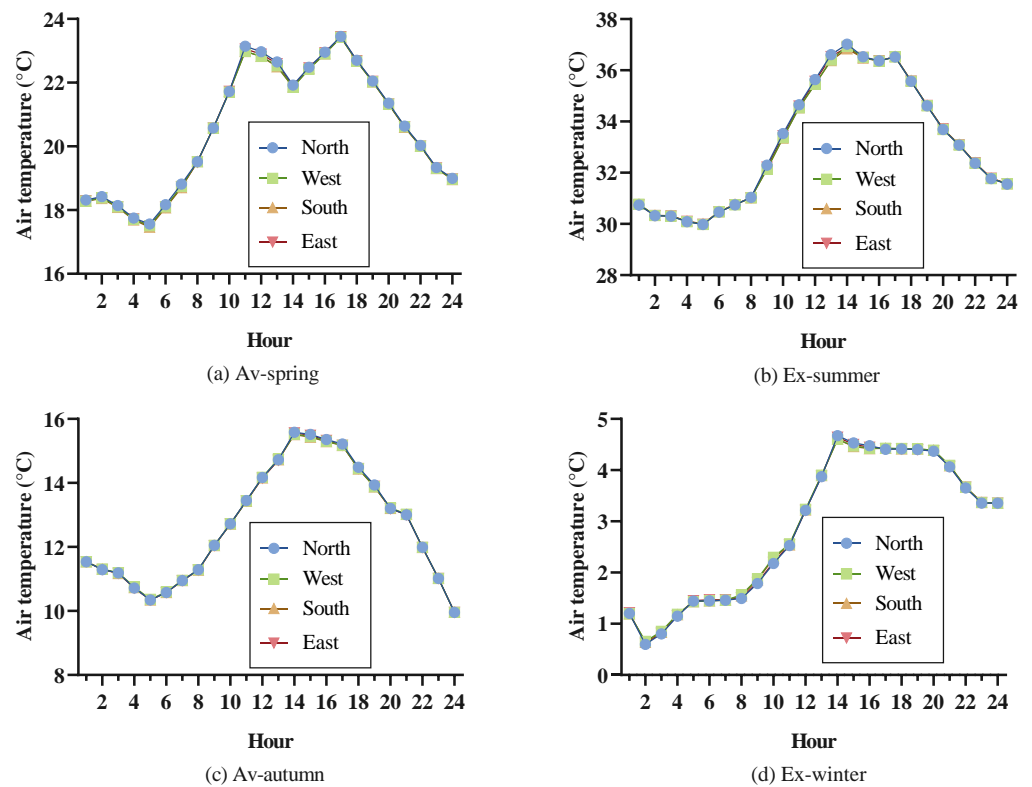 24
22
20
18
16
Air temperature (°C)
North
West
South
East
2 4 6 8 10 12 14 16 18 20 22 24
Hour
(a) Av-spring
38
36
34
32
30
28
Air temperature (°C)
North
West
South
East
2 4 6 8 10 12 14 16 18 20 22 24
Hour
(b) Ex-summer
16
14
12
10
8
Air temperature (°C)
North
West
South
East
2 4 6 8 10 12 14 16 18 20 22 24
Hour
(c) Av-autumn
5
4
3
2
1
0
Air temperature (°C)
North
West
South
East
2 4 6 8 10 12 14 16 18 20 22 24
Hour
(d) Ex-winter